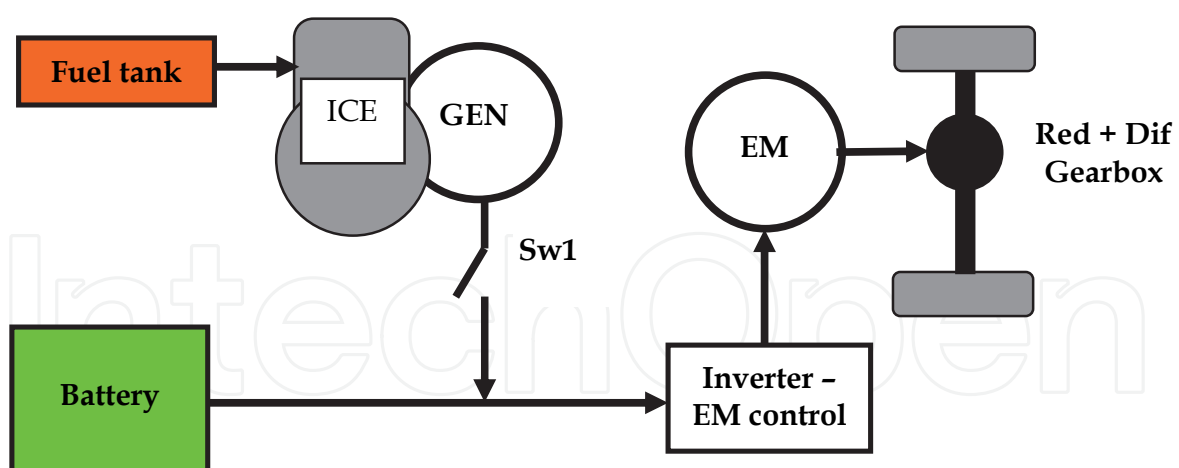 Fuel tank
ICE
GEN
EM
Red + Dif
Gearbox
Sw1
Battery
Inverter –
EM control
IntechOpen